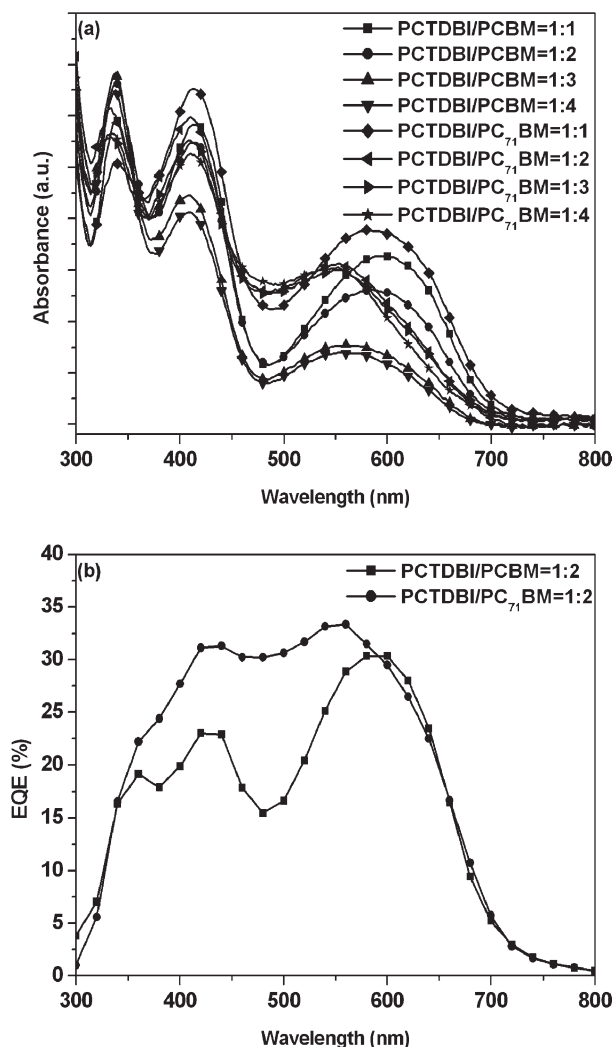 (a)
PCTDBI/PCBM=1:1
PCTDBI/PCBM=1:2
PCTDBI/PCBM=1:3
PCTDBI/PCBM=1:4
PCTDBI/PC71BM=1:1
PCTDBI/PC71BM=1:2
PCTDBI/PC71BM=1:3
PCTDBI/PC71BM=1:4
Absorbance (a.u.)
300 400 500 600 700 800
Wavelength (nm)
(b)
PCTDBI/PCBM=1:2
PCTDBI/PC71BM=1:2
40
35
30
25
20
15
10
5
0
EQE (%)
300 400 500 600 700 800
Wavelength (nm)